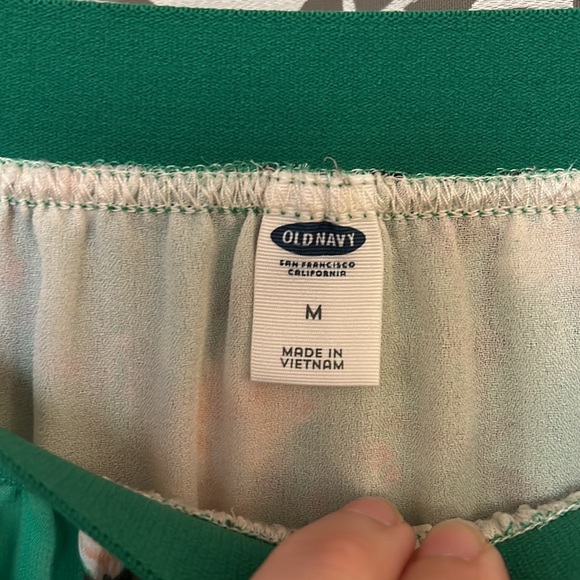 OLD NAVY
SAN FRANCISCO
CALIFORNIA
M
MADE IN
VIETNAM